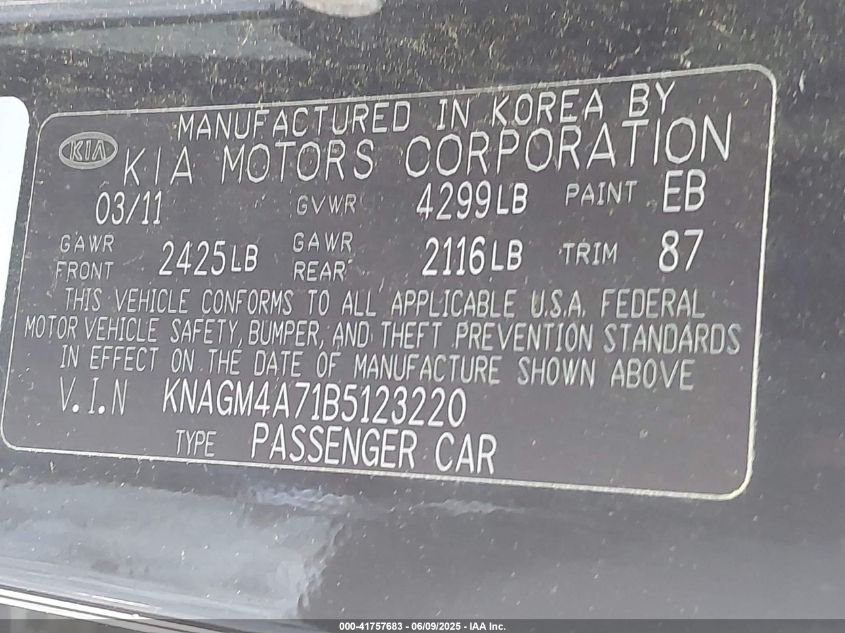 MANUFACTURED IN KOREA BY
KIA KIA MOTORS CORPORATION
03/11 GVWR 4299LB PAINT EB
GAWR FRONT 2425LB GAWR REAR 2116LB TRIM 87
THIS VEHICLE CONFORMS TO ALL APPLICABLE U.S.A. FEDERAL
MOTOR VEHICLE SAFETY, BUMPER, AND THEFT PREVENTION STANDARDS
IN EFFECT ON THE DATE OF MANUFACTURE SHOWN ABOVE
V.I.N KNAGM4A71B5123220
TYPE PASSENGER CAR
000-41757683 - 06/09/2025 - IAA Inc.